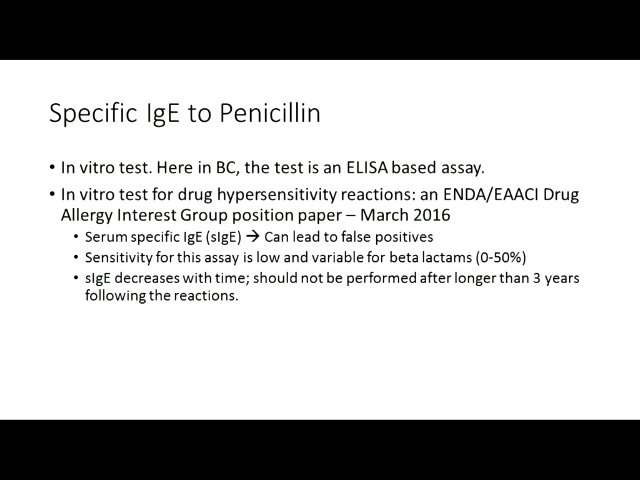 Specific IgE to Penicillin
• In vitro test. Here in BC, the test is an ELISA based assay.
• In vitro test for drug hypersensitivity reactions: an ENDA/EAACI Drug
Allergy Interest Group position paper – March 2016
• Serum specific IgE (sIgE) → Can lead to false positives
• Sensitivity for this assay is low and variable for beta lactams (0-50%)
• sIgE decreases with time; should not be performed after longer than 3 years
following the reactions.